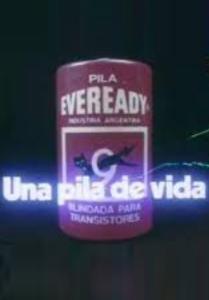 PILA
EVEREADY
INDUSTRIA ARGENTINA
9
Una pila de vida
BLINDADA PARA
TRANSISTORES